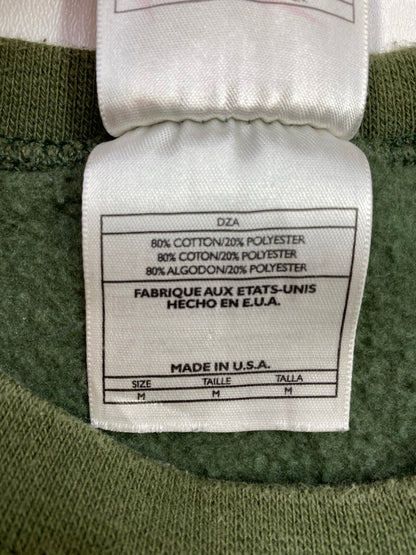 DZA
80% COTTON/20% POLYESTER
80% COTON/20% POLYESTER
80% ALGODON/20% POLYESTER
FABRIQUE AUX ETATS-UNIS
HECHO EN E.U.A.
MADE IN U.S.A.
SIZE TAILLE TALLA
M M M